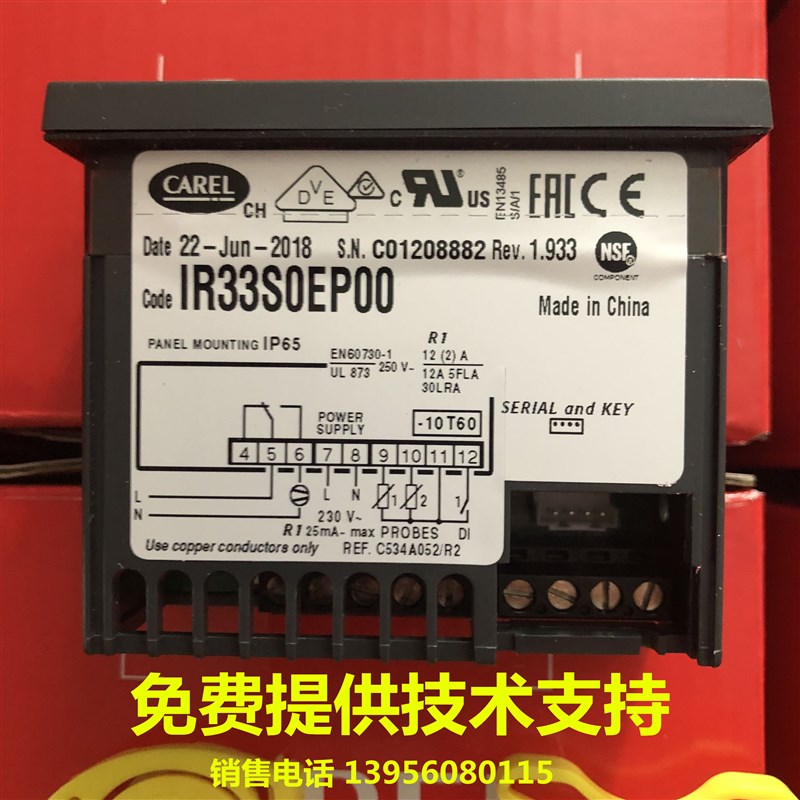 CAREL CH DVE c RU US EN13485 S/A/1 EAC CE
Date 22-Jun-2018 S.N. C01208882 Rev. 1.933 NSF®
COMPONENT
Code IR33S0EP00 Made in China
PANEL MOUNTING IP65
R1
EN60730-1
UL 873
250 V~
12 (2) A
12A 5FLA
30LRA
SERIAL and KEY
POWER
SUPPLY
-10T60
4 5 6 7 8 9 10 11 12
L
N
L N 1 2 1
R1 230 V~
25mA~ max PROBES DI
Use copper conductors only REF. C534A052/R2
免费提供技术支持
销售电话 13956080115